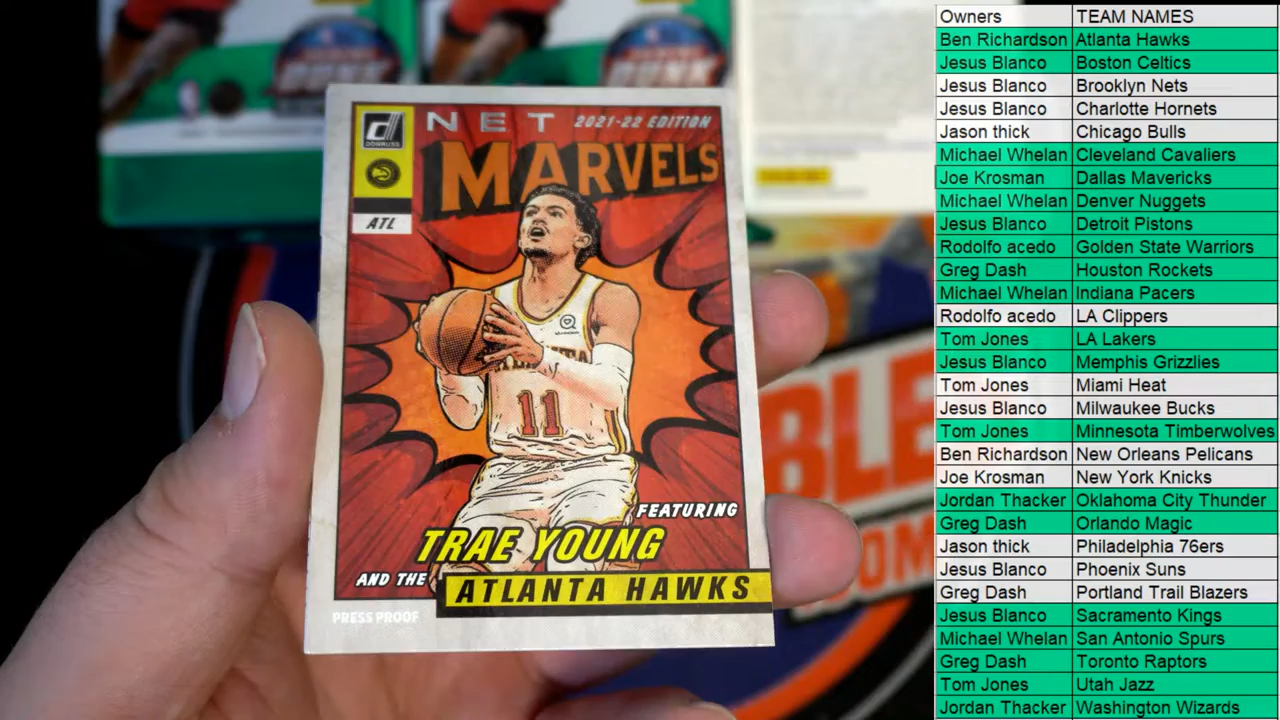 NET 2021-22 EDITION
MARVELS
DONRUSS
ATL
11
FEATURING
TRAE YOUNG
AND THE
ATLANTA HAWKS
PRESS PROOF
DUNK
BLE
OM
Owners TEAM NAMES
Ben Richardson Atlanta Hawks
Jesus Blanco Boston Celtics
Jesus Blanco Brooklyn Nets
Jesus Blanco Charlotte Hornets
Jason thick Chicago Bulls
Michael Whelan Cleveland Cavaliers
Joe Krosman Dallas Mavericks
Michael Whelan Denver Nuggets
Jesus Blanco Detroit Pistons
Rodolfo acedo Golden State Warriors
Greg Dash Houston Rockets
Michael Whelan Indiana Pacers
Rodolfo acedo LA Clippers
Tom Jones LA Lakers
Jesus Blanco Memphis Grizzlies
Tom Jones Miami Heat
Jesus Blanco Milwaukee Bucks
Tom Jones Minnesota Timberwolves
Ben Richardson New Orleans Pelicans
Joe Krosman New York Knicks
Jordan Thacker Oklahoma City Thunder
Greg Dash Orlando Magic
Jason thick Philadelphia 76ers
Jesus Blanco Phoenix Suns
Greg Dash Portland Trail Blazers
Jesus Blanco Sacramento Kings
Michael Whelan San Antonio Spurs
Greg Dash Toronto Raptors
Tom Jones Utah Jazz
Jordan Thacker Washington Wizards